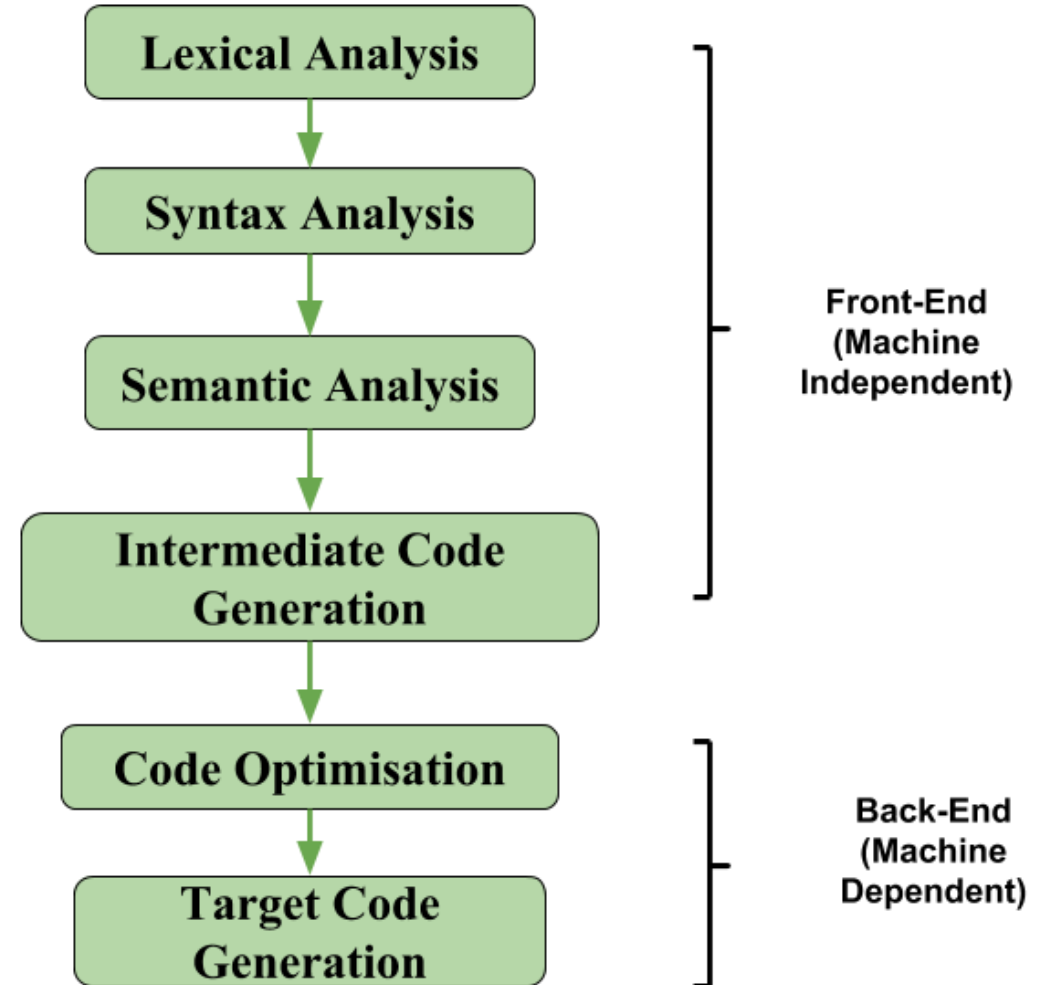 Lexical Analysis
Syntax Analysis
Semantic Analysis
Intermediate Code
Generation
Front-End
(Machine
Independent)
Code Optimisation
Target Code
Generation
Back-End
(Machine
Dependent)